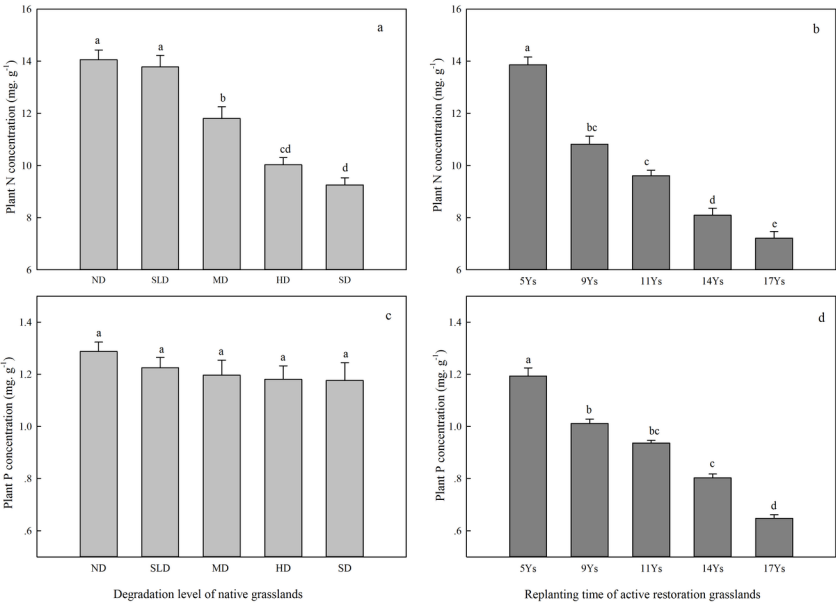 a
Plant N concentration (mg. g-1)
16
14
12
10
8
6
a
a
b
cd
d
ND SLD MD HD SD
b
Plant N concentration (mg. g-1)
16
14
12
10
8
6
a
bc
c
d
e
5Ys 9Ys 11Ys 14Ys 17Ys
c
Plant P concentration (mg. g-1)
1.4
1.2
1.0
.8
.6
a
a
a
a
a
ND SLD MD HD SD
Degradation level of native grasslands
d
Plant P concentration (mg. g-1)
1.4
1.2
1.0
.8
.6
a
b
bc
c
d
5Ys 9Ys 11Ys 14Ys 17Ys
Replanting time of active restoration grasslands